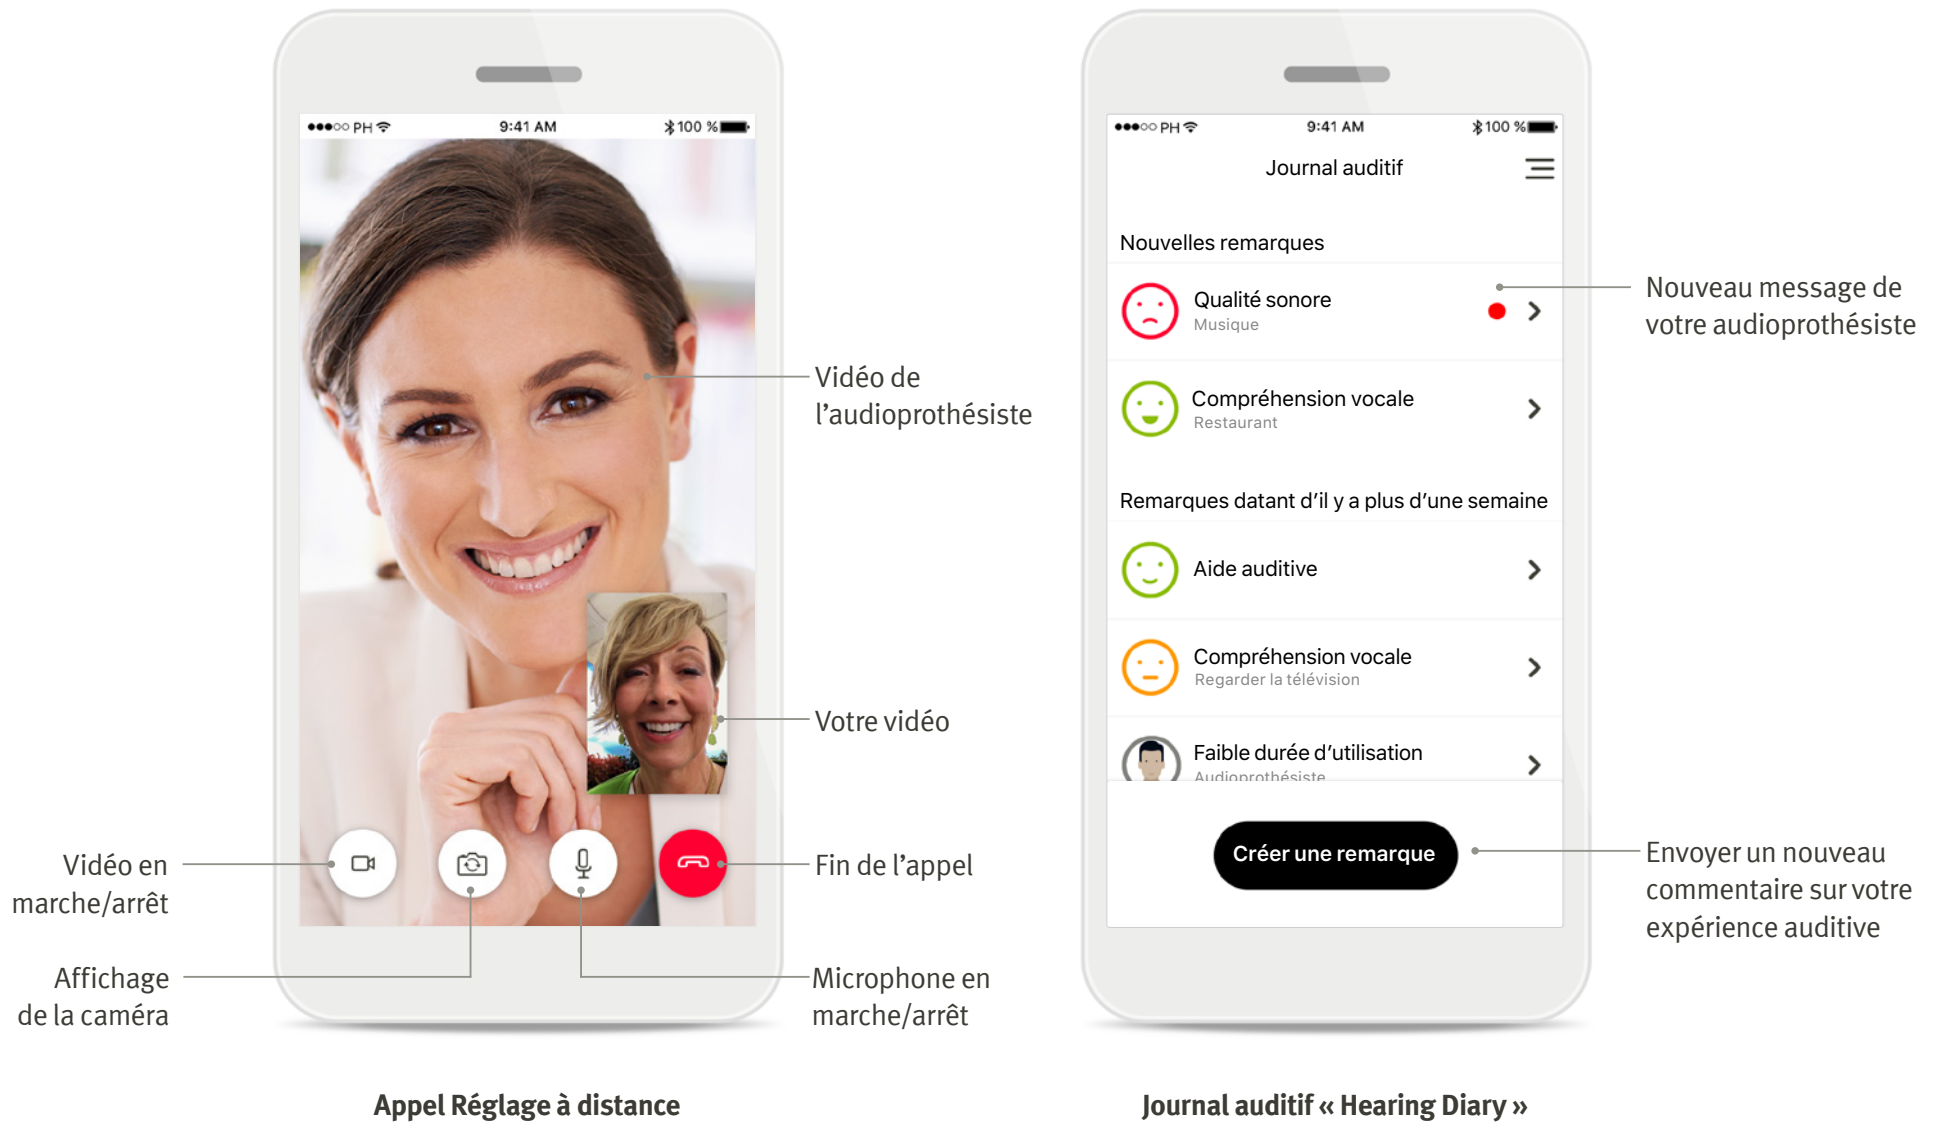 PH
9:41 AM
100 %
Vidéo de
l'audioprothésiste
Votre vidéo
Vidéo en
marche/arrêt
Fin de l'appel
Affichage
de la caméra
Microphone en
marche/arrêt
Appel Réglage à distance
PH
9:41 AM
100 %
Journal auditif
Nouvelles remarques
Qualité sonore
Musique
Compréhension vocale
Restaurant
Remarques datant d'il y a plus d'une semaine
Aide auditive
Compréhension vocale
Regarder la télévision
Faible durée d'utilisation
Audioprothésiste
Créer une remarque
Nouveau message de
votre audioprothésiste
Envoyer un nouveau
commentaire sur votre
expérience auditive
Journal auditif « Hearing Diary »